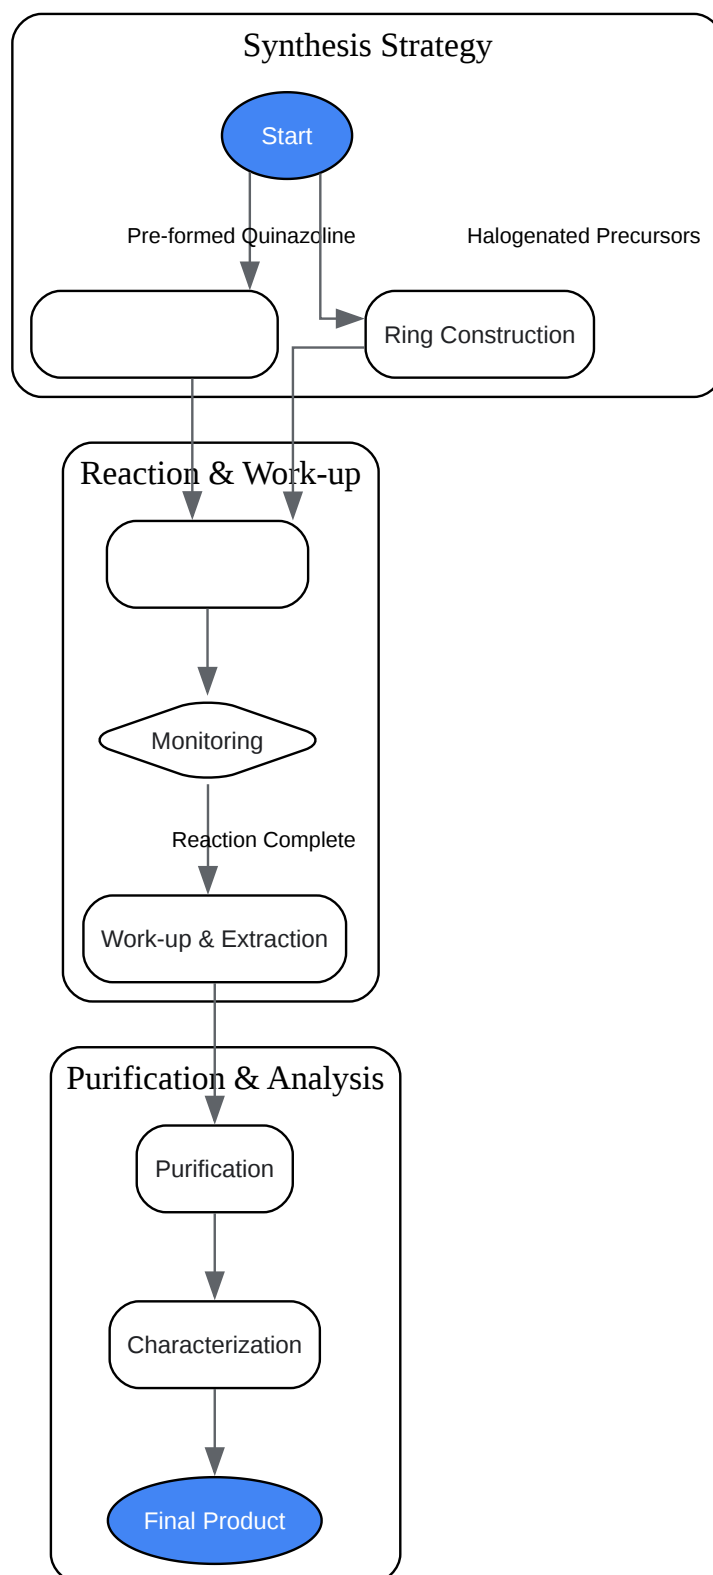 Synthesis Strategy
Start
Pre-formed Quinazoline
Halogenated Precursors
Ring Construction
Reaction & Work-up
Monitoring
Reaction Complete
Work-up & Extraction
Purification & Analysis
Purification
Characterization
Final Product